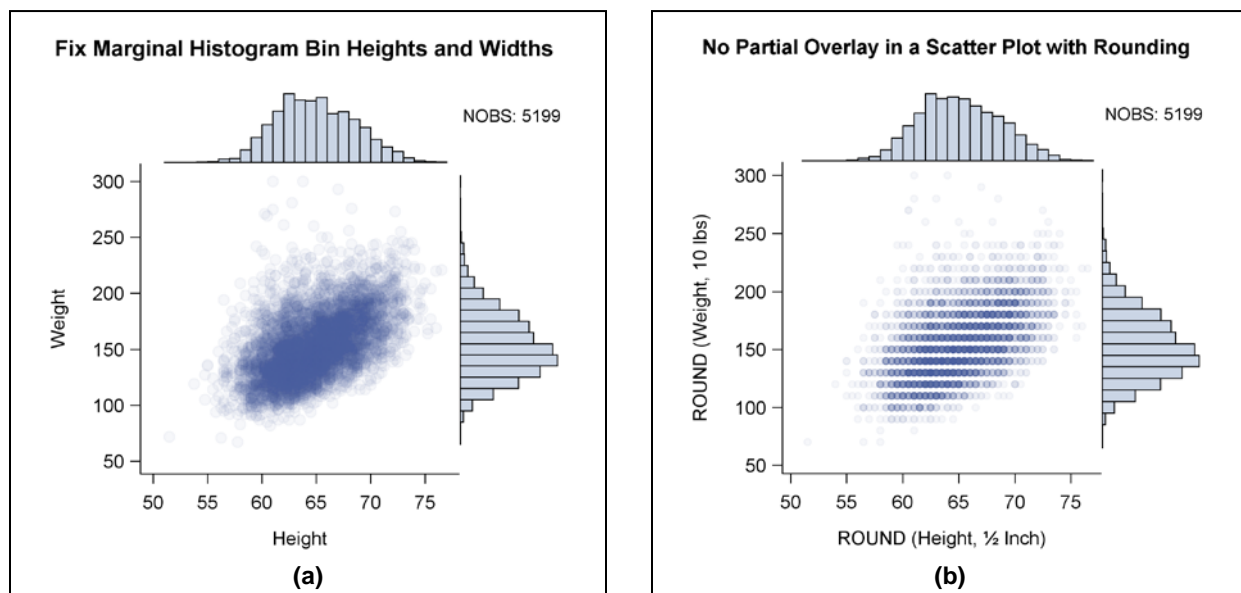 Fix Marginal Histogram Bin Heights and Widths
NOBS: 5199
300
250
200
150
100
50
Weight
50 55 60 65 70 75
Height
(a)
No Partial Overlay in a Scatter Plot with Rounding
NOBS: 5199
300
250
200
150
100
50
ROUND (Weight, 10 lbs)
50 55 60 65 70 75
ROUND (Height, ½ Inch)
(b)